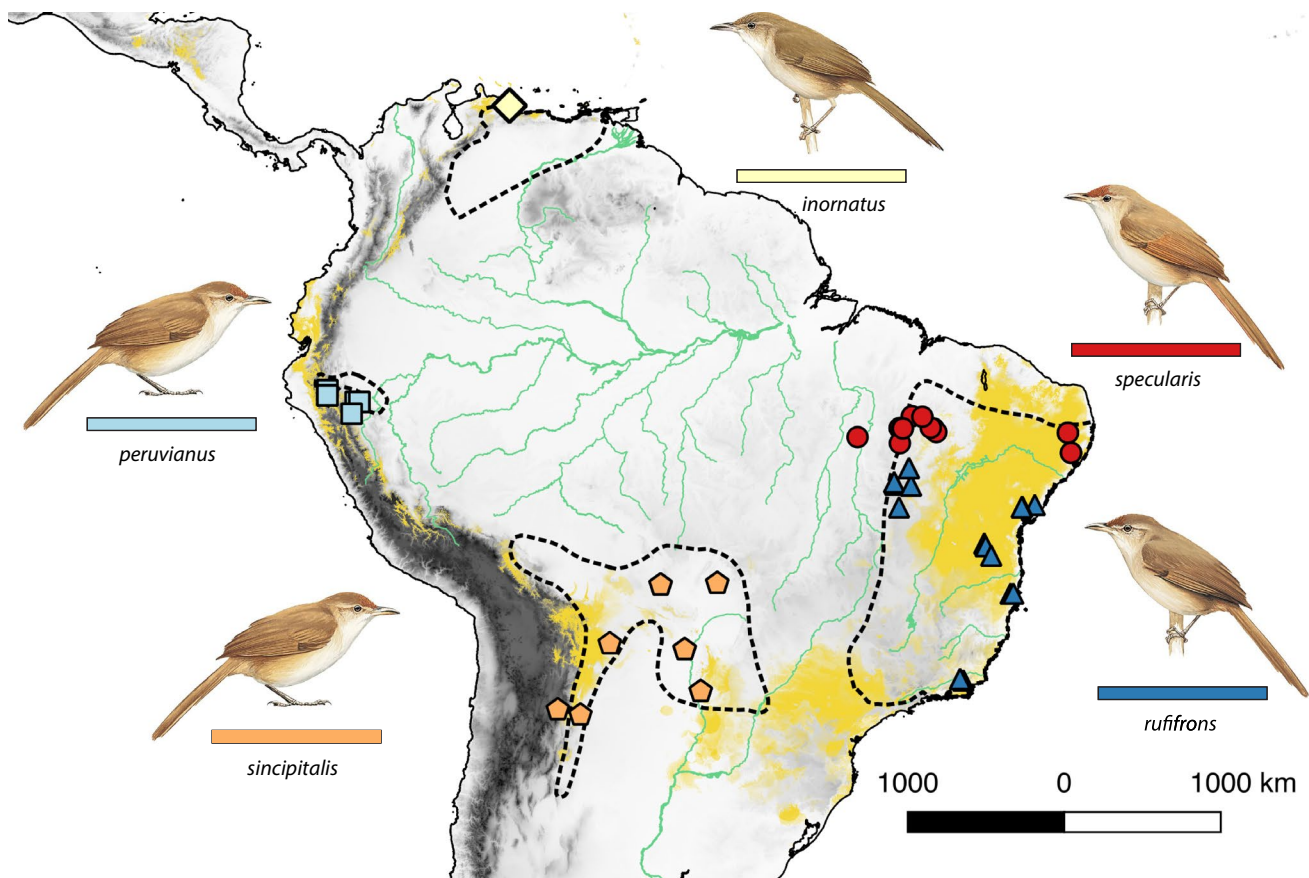 inornatus
specularis
peruvianus
rufifrons
sincipitalis
1000 0 1000 km